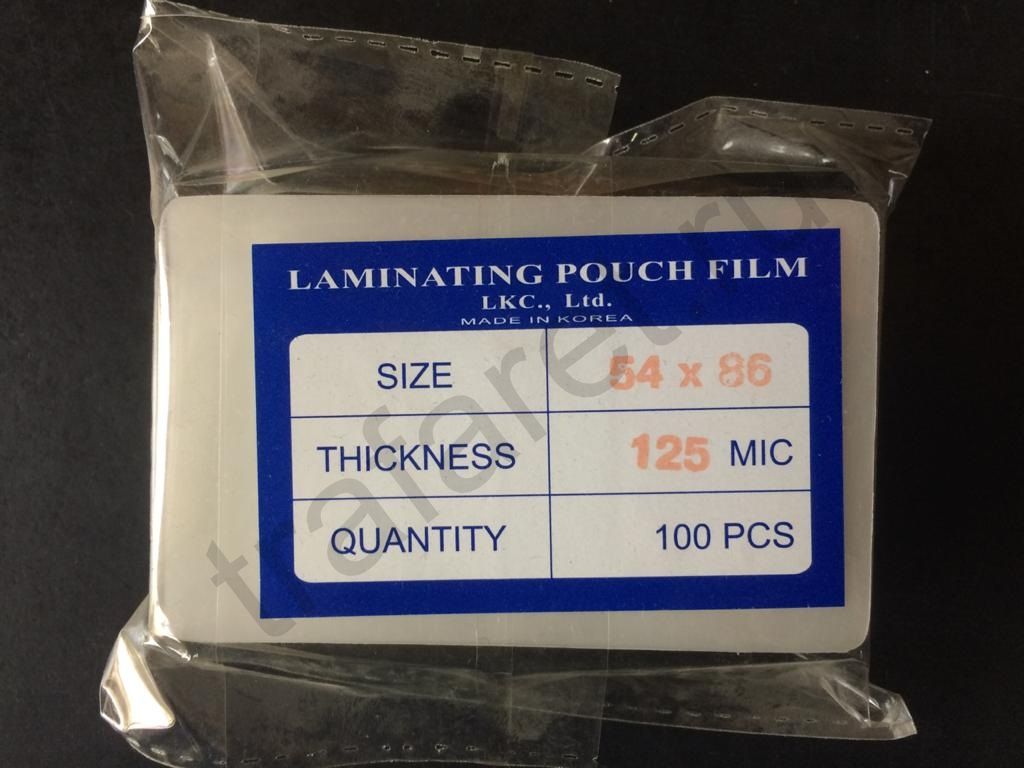 LAMINATING POUCH FILM
LKC., Ltd.
MADE IN KOREA
SIZE 54 x 86
THICKNESS 125 MIC
QUANTITY 100 PCS
trafaret.ru